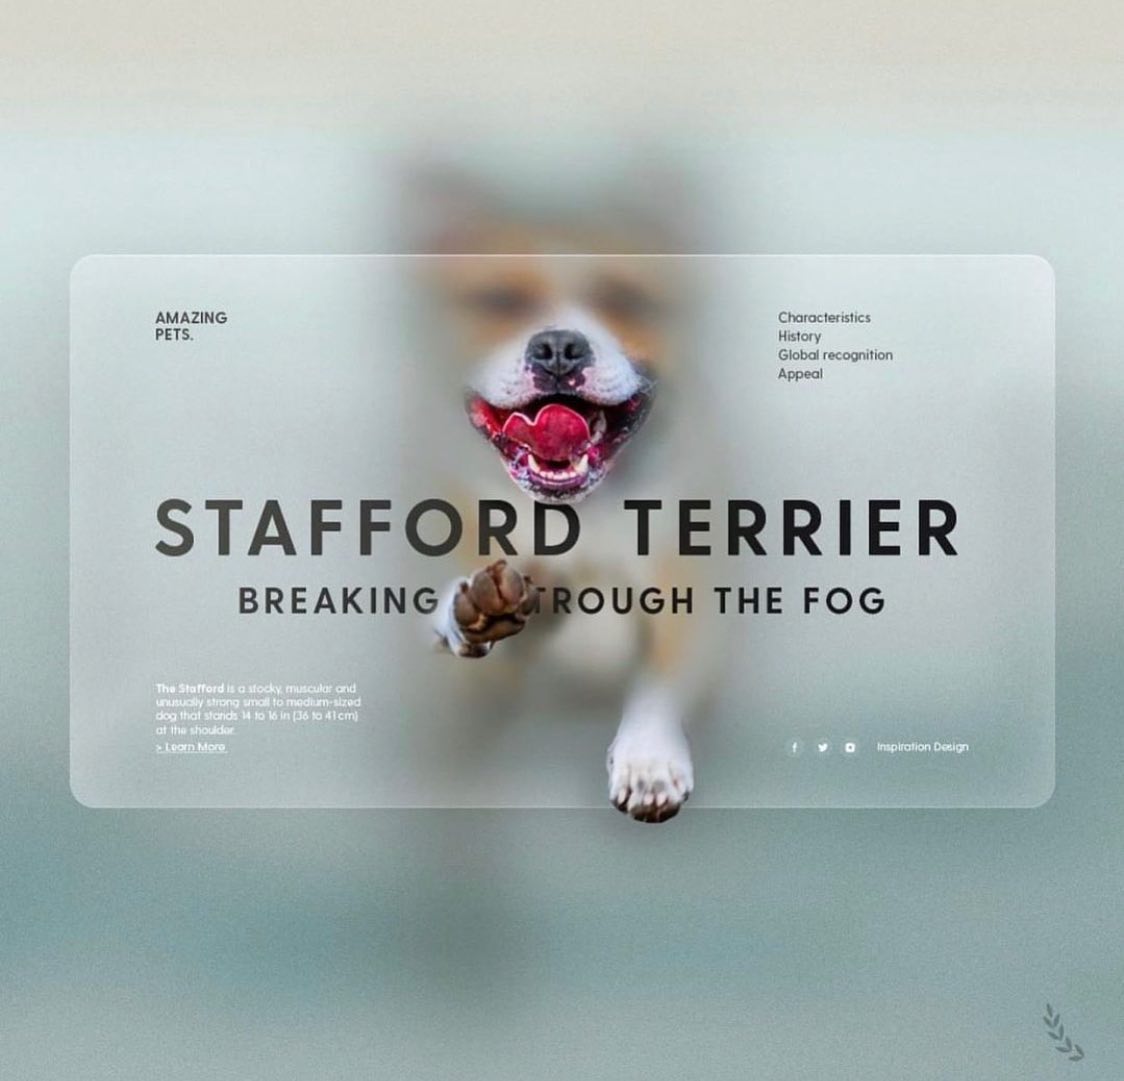 AMAZING
PETS.
Characteristics
History
Global recognition
Appeal
STAFFORD TERRIER
BREAKING TROUGH THE FOG
The Stafford is a stocky, muscular and
unusually strong small to medium-sized
dog that stands 14 to 16 in (36 to 41 cm)
at the shoulder.
> Learn More
Inspiration Design